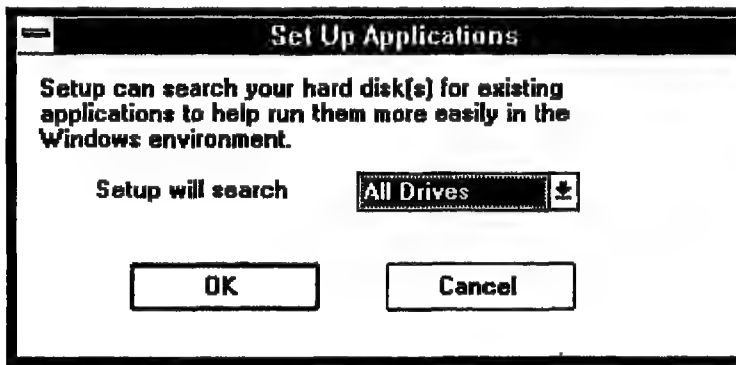 Set Up Applications
Setup can search your hard disk(s) for existing
applications to help run them more easily in the
Windows environment.
Setup will search All Drives
OK Cancel